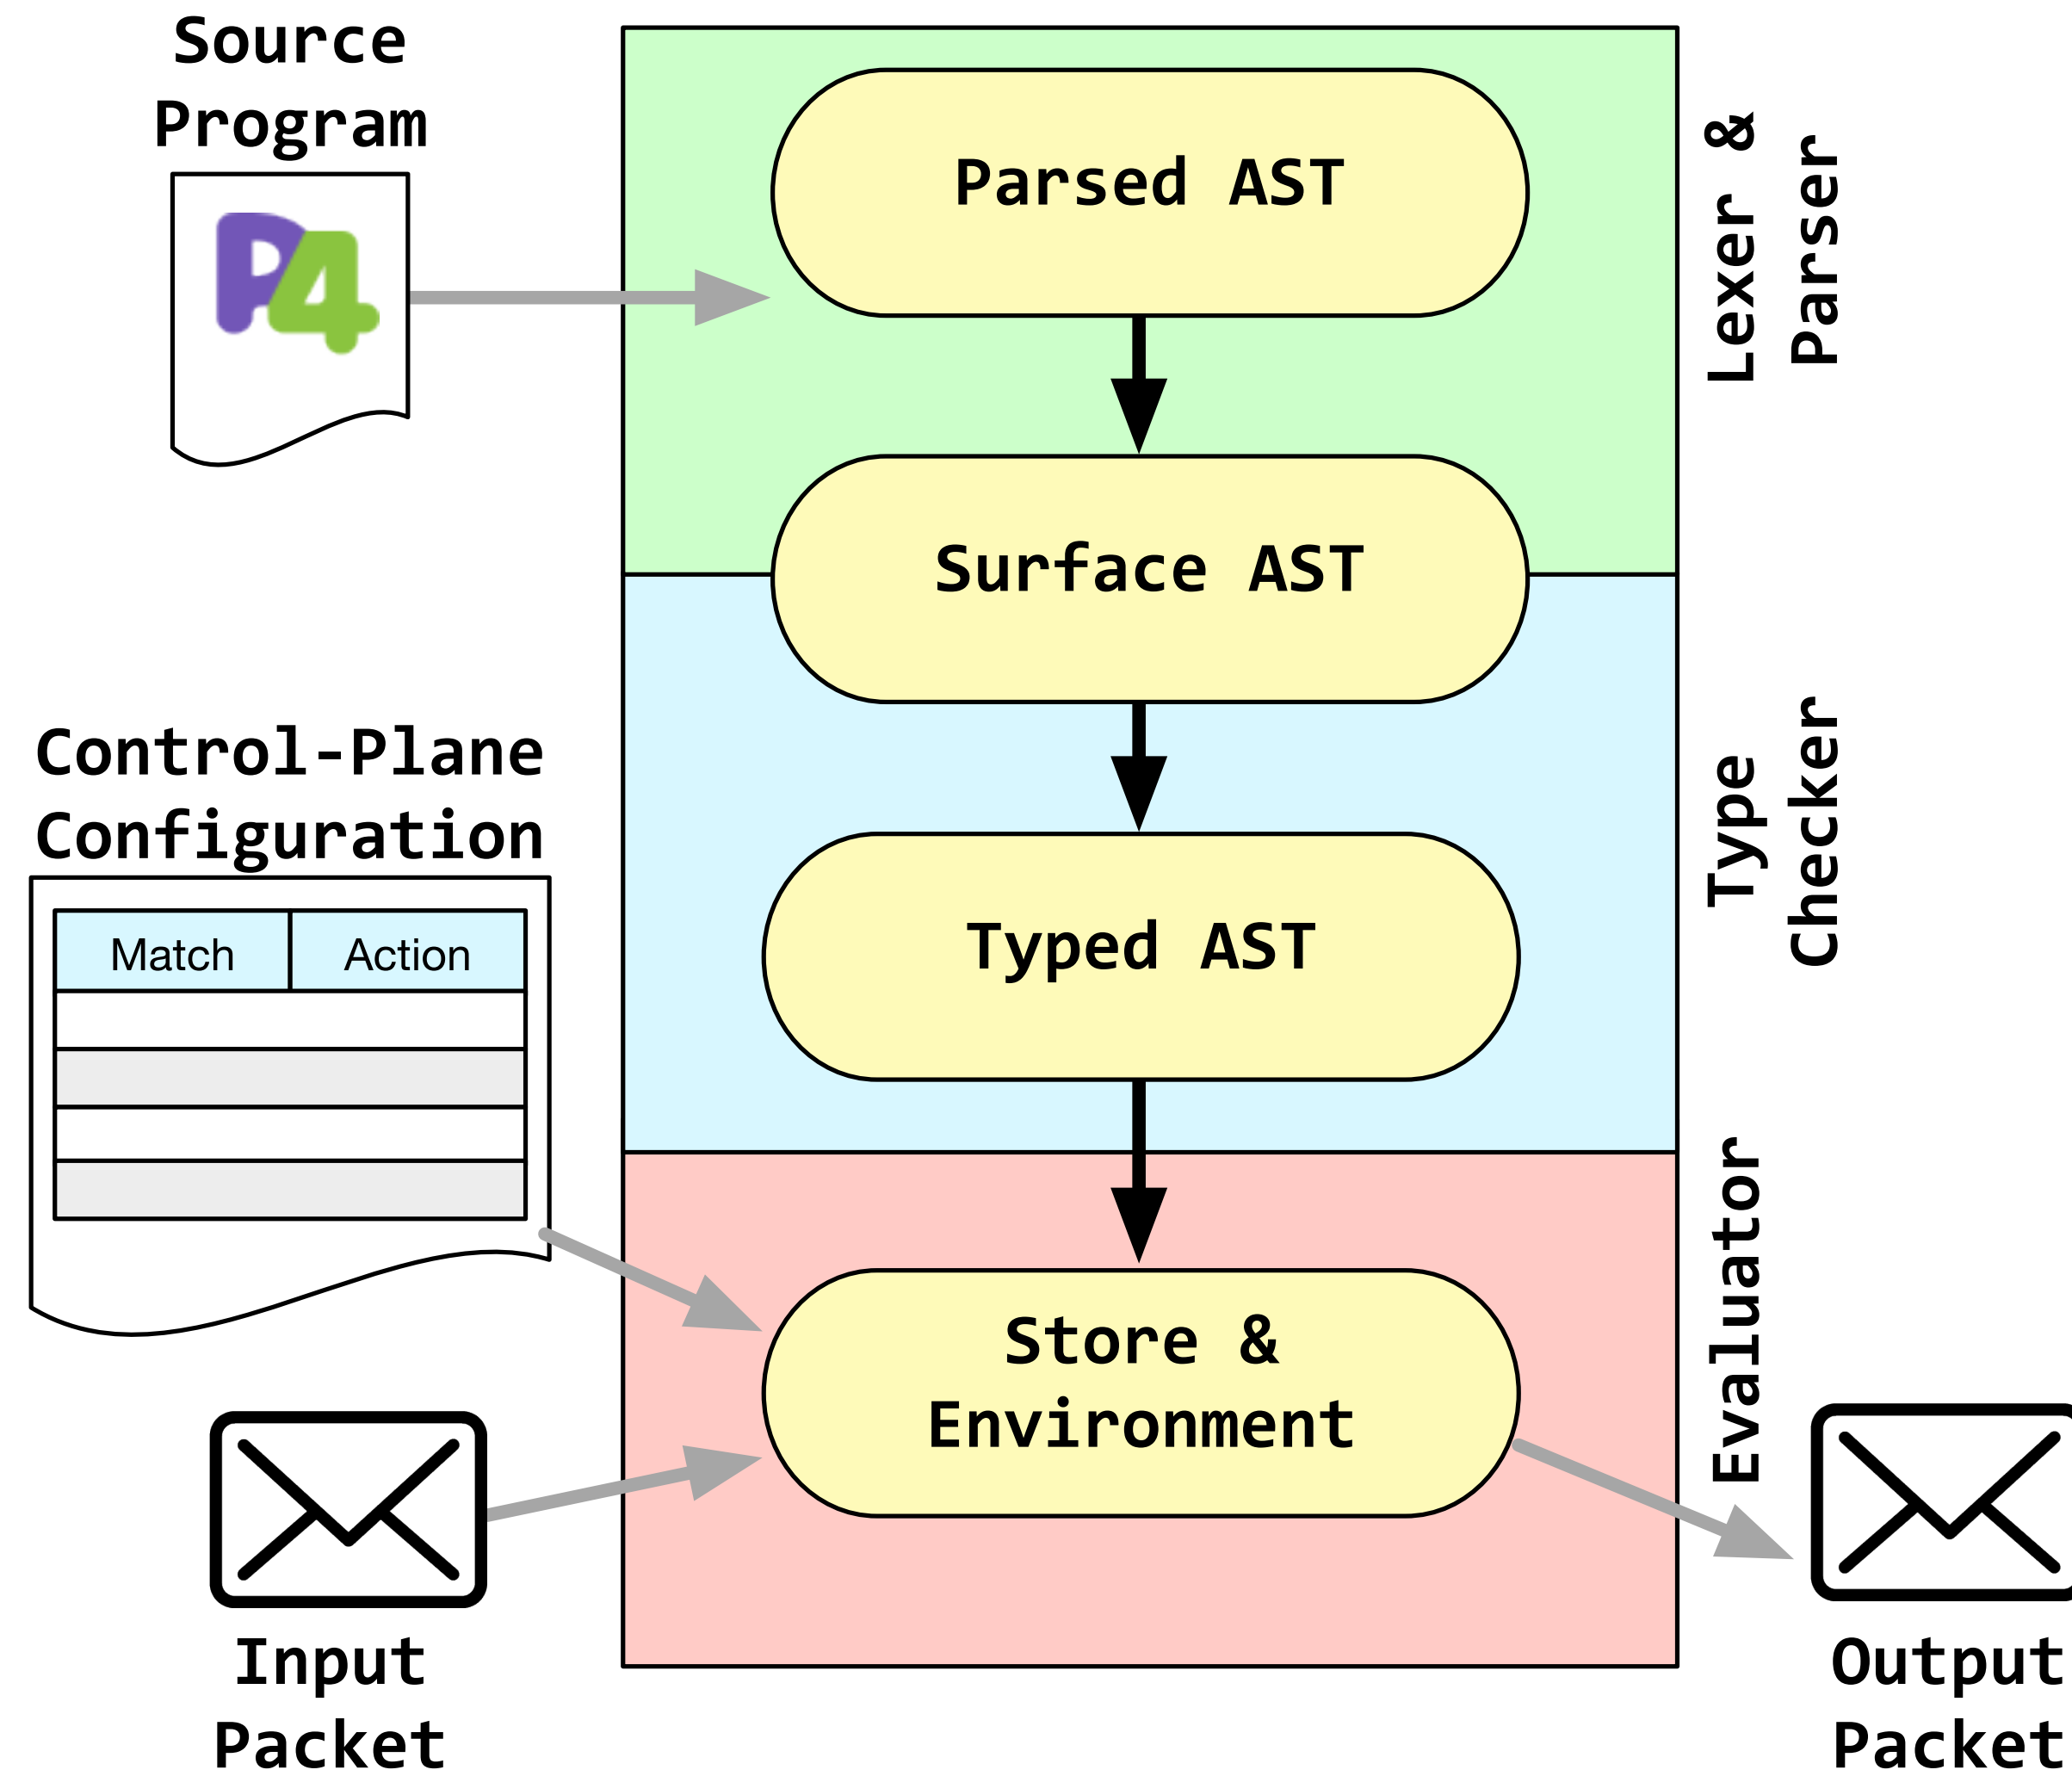 Source
Program
P4
Parsed AST
Lexer &
Parser
Surface AST
Control-Plane
Configuration
Match
Action
Type
Checker
Typed AST
Store &
Environment
Evaluator
Input
Packet
Output
Packet